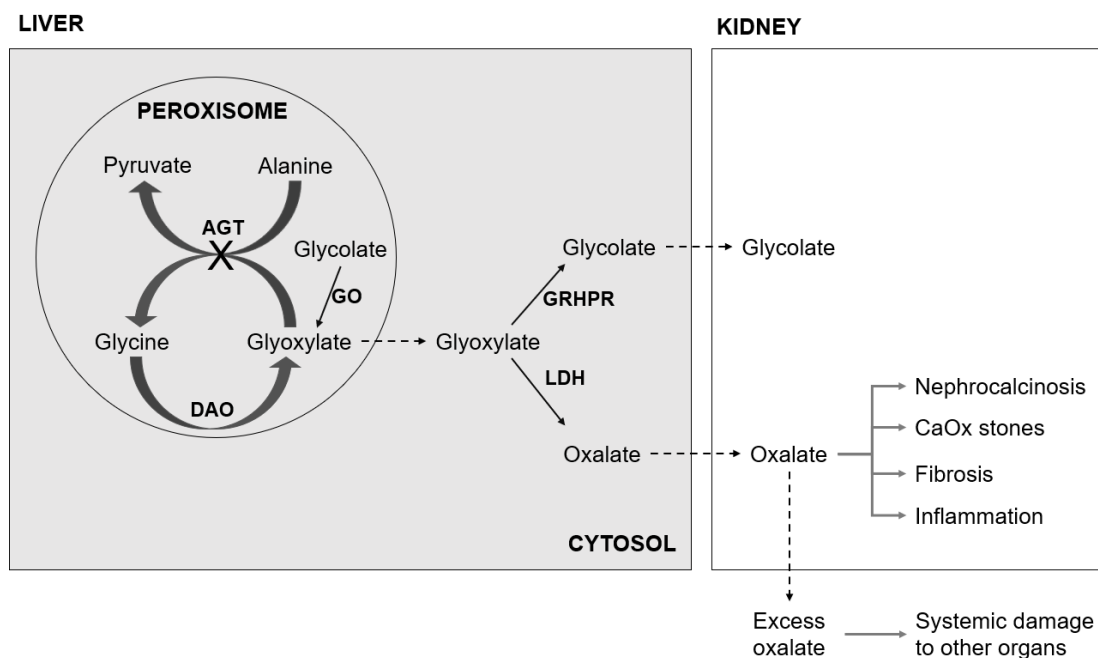 LIVER
KIDNEY
PEROXISOME
Pyruvate
Alanine
AGT
X
Glycolate
GO
Glycine
Glyoxylate
DAO
Glyoxylate
Glycolate
GRHPR
LDH
Oxalate
CYTOSOL
Glycolate
Oxalate
Nephrocalcinosis
CaOx stones
Fibrosis
Inflammation
Excess
oxalate
Systemic damage
to other organs